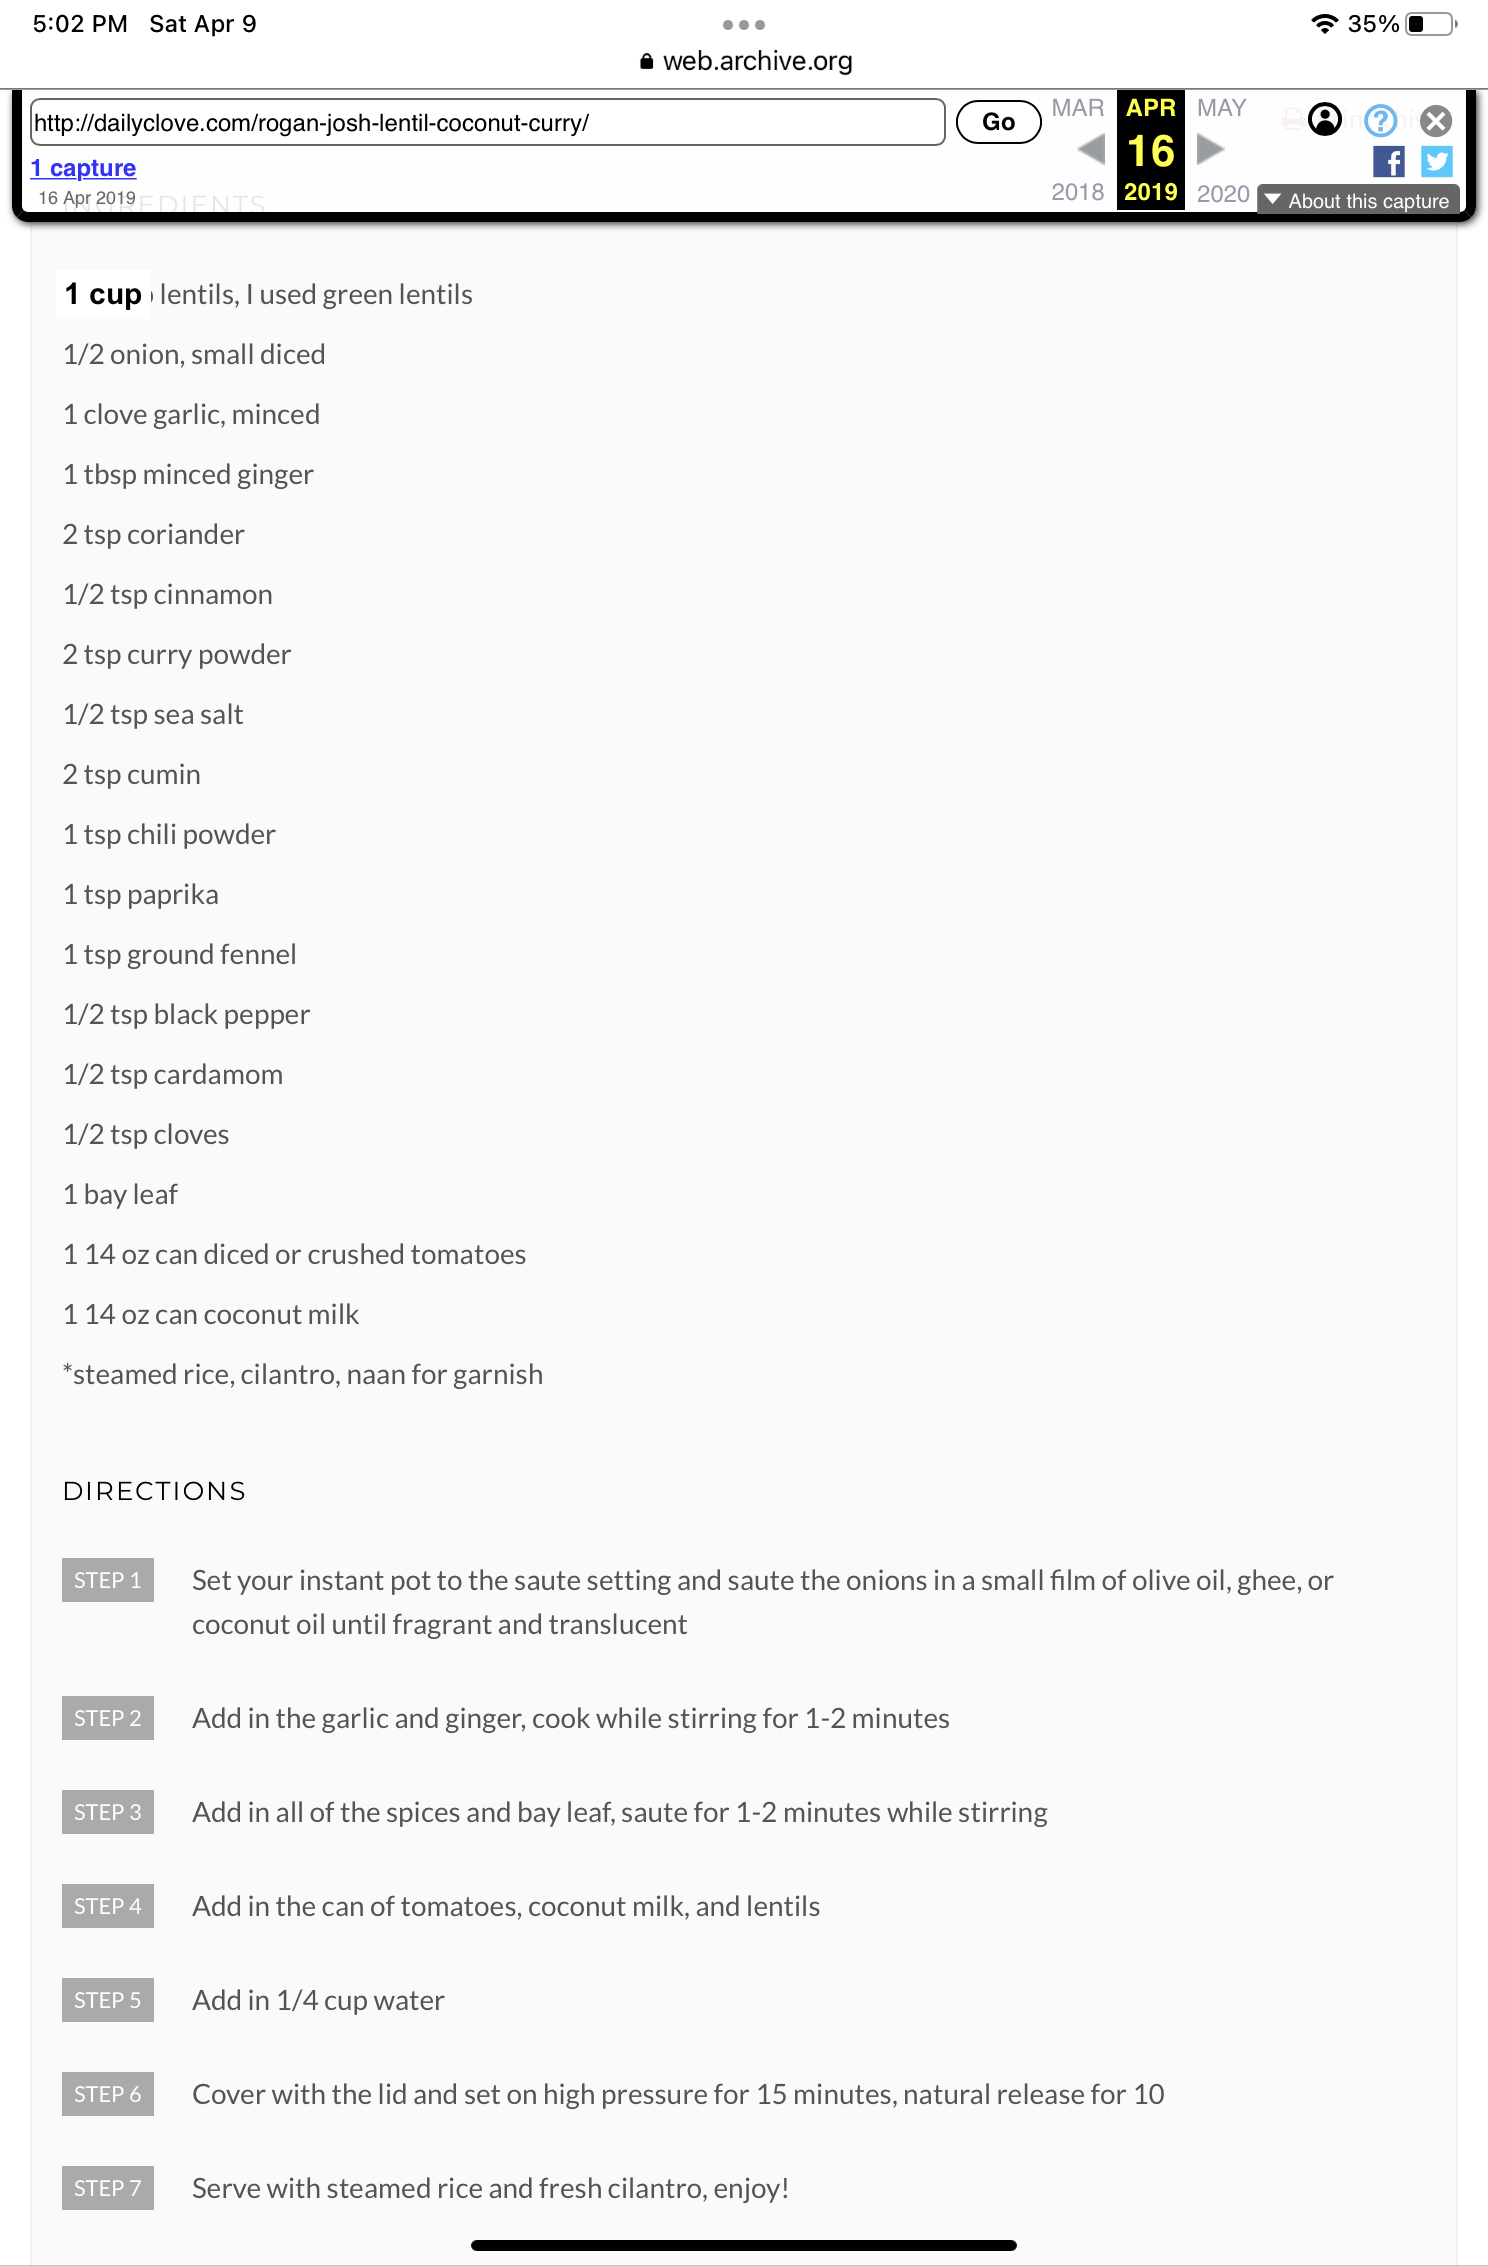 5:02 PM Sat Apr 9
35%
web.archive.org
http://dailyclove.com/rogan-josh-lentil-coconut-curry/
Go
MAR APR MAY
16
2018 2019 2020
1 capture
16 Apr 2019
About this capture
INGREDIENTS
1 cup lentils, I used green lentils
1/2 onion, small diced
1 clove garlic, minced
1 tbsp minced ginger
2 tsp coriander
1/2 tsp cinnamon
2 tsp curry powder
1/2 tsp sea salt
2 tsp cumin
1 tsp chili powder
1 tsp paprika
1 tsp ground fennel
1/2 tsp black pepper
1/2 tsp cardamom
1/2 tsp cloves
1 bay leaf
1 14 oz can diced or crushed tomatoes
1 14 oz can coconut milk
*steamed rice, cilantro, naan for garnish
DIRECTIONS
STEP 1 Set your instant pot to the saute setting and saute the onions in a small film of olive oil, ghee, or
coconut oil until fragrant and translucent
STEP 2 Add in the garlic and ginger, cook while stirring for 1-2 minutes
STEP 3 Add in all of the spices and bay leaf, saute for 1-2 minutes while stirring
STEP 4 Add in the can of tomatoes, coconut milk, and lentils
STEP 5 Add in 1/4 cup water
STEP 6 Cover with the lid and set on high pressure for 15 minutes, natural release for 10
STEP 7 Serve with steamed rice and fresh cilantro, enjoy!